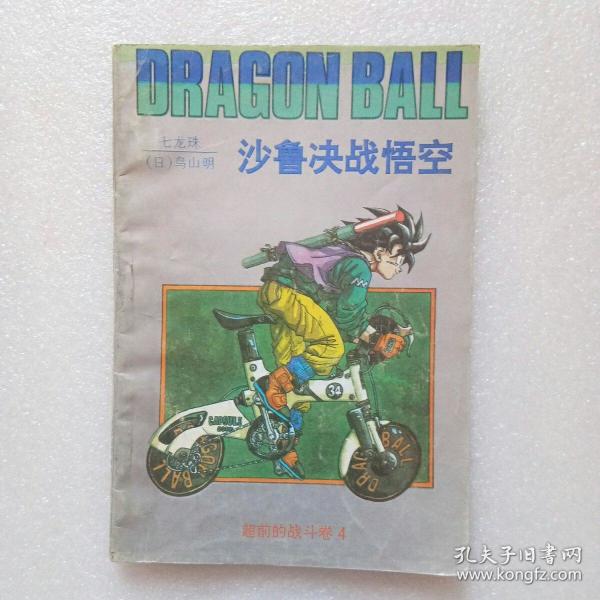 DRAGON BALL
七龙珠
(日)鸟山明
沙鲁决战悟空
34
CAPSULE
DRAGON BALL
DRAGON BALL
超前的战斗卷4
孔夫子旧书网
www.kongfz.com